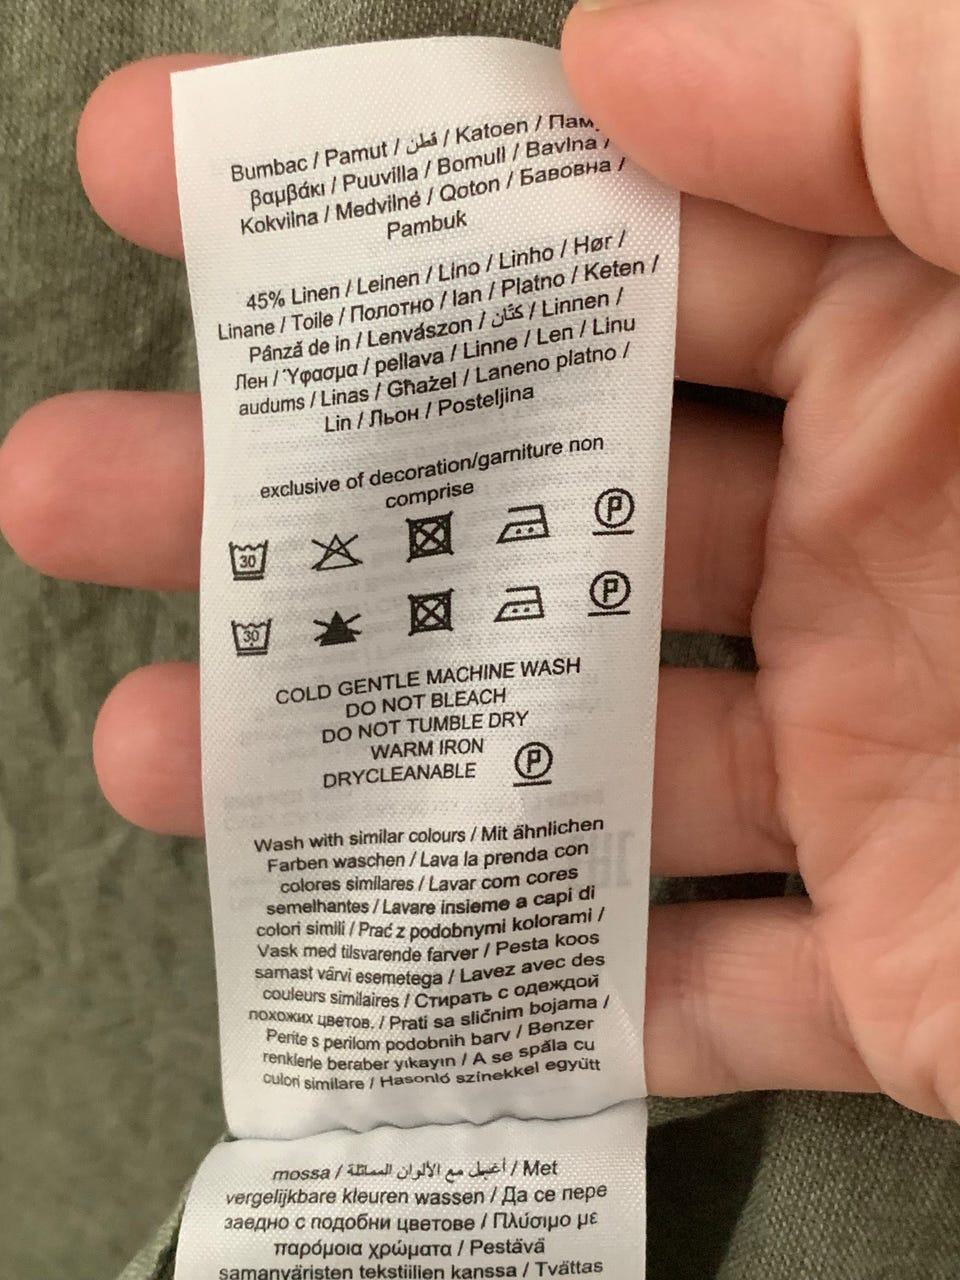 Bumbac / Pamut / قطن / Katoen /
βαμβάκι / Puuvilla / Bomull / Bavlna /
Kokvilna / Medvilnė / Qoton / Бавовна /
Pambuk
45% Linen / Leinen / Lino / Linho / Hør /
Linane / Toile / Полотно / lan / Platno / Keten /
Pânză de in / Lenvászon / كتّان / Linnen /
Лен / Ύφασμα / pellava / Linne / Len / Linu
audums / Linas / Għażel / Laneno platno /
Lin / Льон / Posteljina
exclusive of decoration/garniture non
comprise
30 P
30 P
COLD GENTLE MACHINE WASH
DO NOT BLEACH
DO NOT TUMBLE DRY
WARM IRON
DRYCLEANABLE P
Wash with similar colours / Mit ähnlichen
Farben waschen / Lava la prenda con
colores similares / Lavar com cores
semelhantes / Lavare insieme a capi di
colori simili / Prać z podobnymi kolorami /
Vask med tilsvarende farver / Pesta koos
samast värvi esemetega / Lavez avec des
couleurs similaires / Стирать с одеждой
похожих цветов. / Prati sa sličnim bojama /
Perite s perilom podobnih barv / Benzer
renklerle beraber yıkayın / A se spăla cu
culori similare / Hasonló színekkel együtt
mossa / أغسل مع الألوان المماثلة / Met
vergelijkbare kleuren wassen / Да се пере
заедно с подобни цветове / Πλύσιμο με
παρόμοια χρώματα / Pestävä
samanväristen tekstiilien kanssa / Tvättas